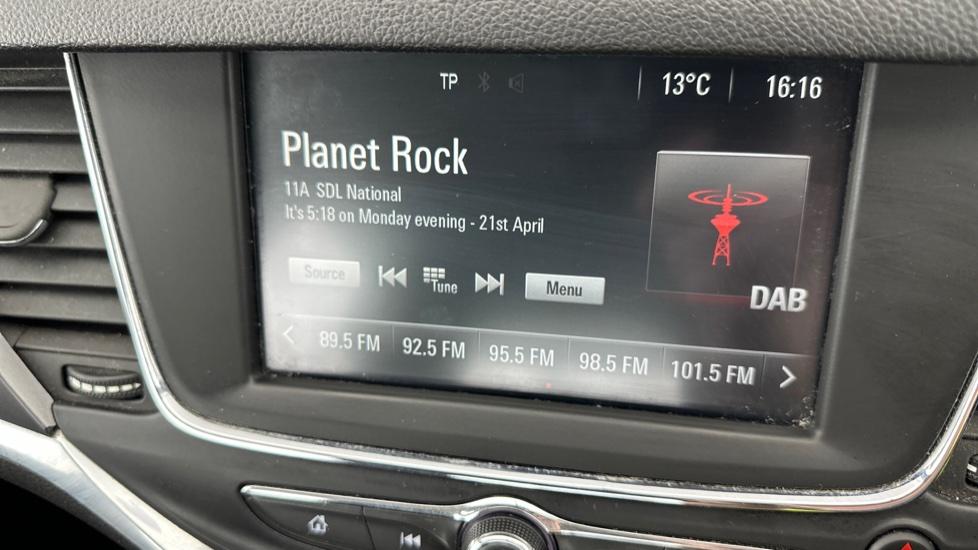 TP 13°C 16:16
Planet Rock
11A SDL National
It's 5:18 on Monday evening - 21st April
Source Tune Menu
DAB
89.5 FM 92.5 FM 95.5 FM 98.5 FM 101.5 FM